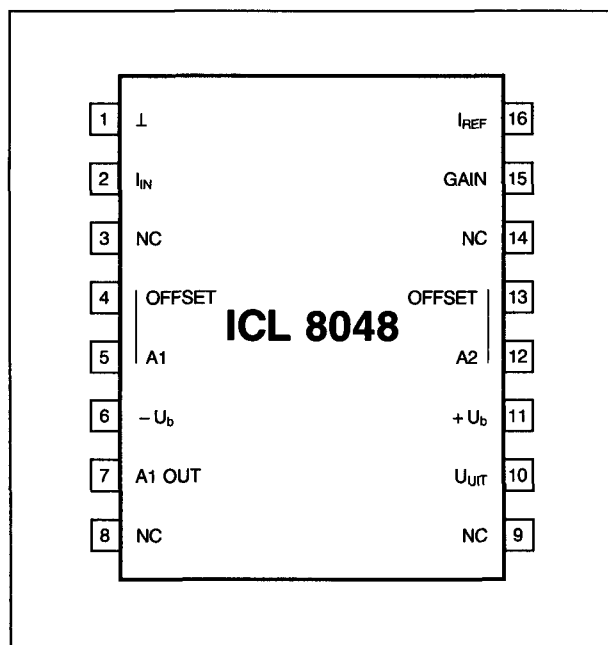 1 ⊥ I_REF 16
2 I_IN GAIN 15
3 NC NC 14
4 OFFSET OFFSET 13
ICL 8048
5 A1 A2 12
6 − U_b + U_b 11
7 A1 OUT U_UIT 10
8 NC NC 9